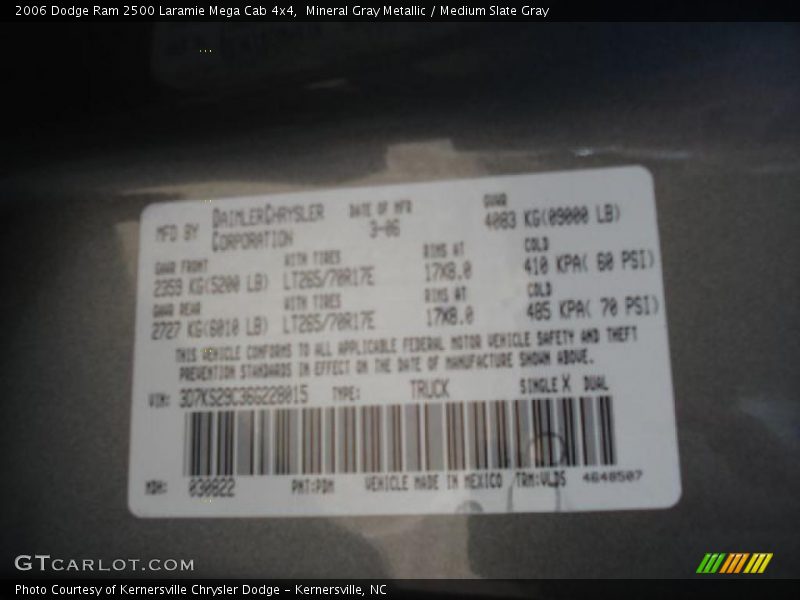 2006 Dodge Ram 2500 Laramie Mega Cab 4x4, Mineral Gray Metallic / Medium Slate Gray
MFD BY DAIMLERCHRYSLER CORPORATION DATE OF MFR 3-06 GVWR 4083 KG(09000 LB)
GAWR FRONT WITH TIRES RIMS AT COLD
2359 KG(5200 LB) LT265/70R17E 17X8.0 410 KPA( 60 PSI)
GAWR REAR WITH TIRES RIMS AT COLD
2727 KG(6010 LB) LT265/70R17E 17X8.0 485 KPA( 70 PSI)
THIS VEHICLE CONFORMS TO ALL APPLICABLE FEDERAL MOTOR VEHICLE SAFETY AND THEFT
PREVENTION STANDARDS IN EFFECT ON THE DATE OF MANUFACTURE SHOWN ABOVE.
VIN: 3D7KS29C36G228015 TYPE: TRUCK SINGLE X DUAL
MDH: 030822 PNT:PDM VEHICLE MADE IN MEXICO TRM:VLDS 4648507
GTCARLOT.COM
Photo Courtesy of Kernersville Chrysler Dodge - Kernersville, NC